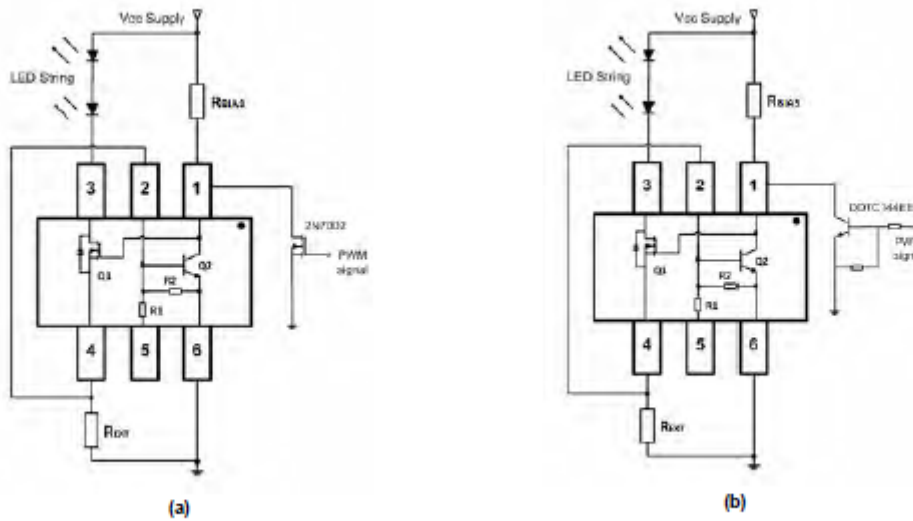 Vcc Supply
LED String
RBIAS
3
2
1
2N7002
PWM
signal
Q1
Q2
R2
R1
4
5
6
REXT
(a)
Vcc Supply
LED String
RBIAS
3
2
1
Q1
Q2
R2
R1
4
5
6
REXT
(b)